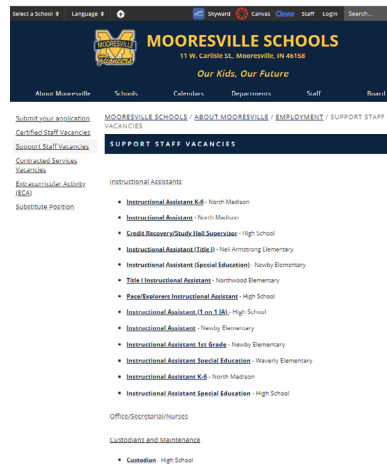 Select a School Language Skyward Canvas Clever Staff Login Search...
MOORESVILLE
Pioneers
MOORESVILLE SCHOOLS
11 W. Carlisle St., Mooresville, IN 46158
Our Kids, Our Future
About Mooresville Schools Calendars Departments Staff Board
Submit your application
Certified Staff Vacancies
Support Staff Vacancies
Contracted Services
Vacancies
Extracurricular Activity
(ECA)
Substitute Position
MOORESVILLE SCHOOLS / ABOUT MOORESVILLE / EMPLOYMENT / SUPPORT STAFF
VACANCIES
SUPPORT STAFF VACANCIES
Instructional Assistants
Instructional Assistant K-6 - North Madison
Instructional Assistant - North Madison
Credit Recovery/Study Hall Supervisor - High School
Instructional Assistant (Title I) - Neil Armstrong Elementary
Instructional Assistant (Special Education) - Newby Elementary
Title I Instructional Assistant - Northwood Elementary
Pace/Explorers Instructional Assistant - High School
Instructional Assistant (1 on 1 IA) - High School
Instructional Assistant - Newby Elementary
Instructional Assistant 1st Grade - Newby Elementary
Instructional Assistant Special Education - Waverly Elementary
Instructional Assistant K-6 - North Madison
Instructional Assistant Special Education - High School
Office/Secretarial/Nurses
Custodians and Maintenance
Custodian - High School